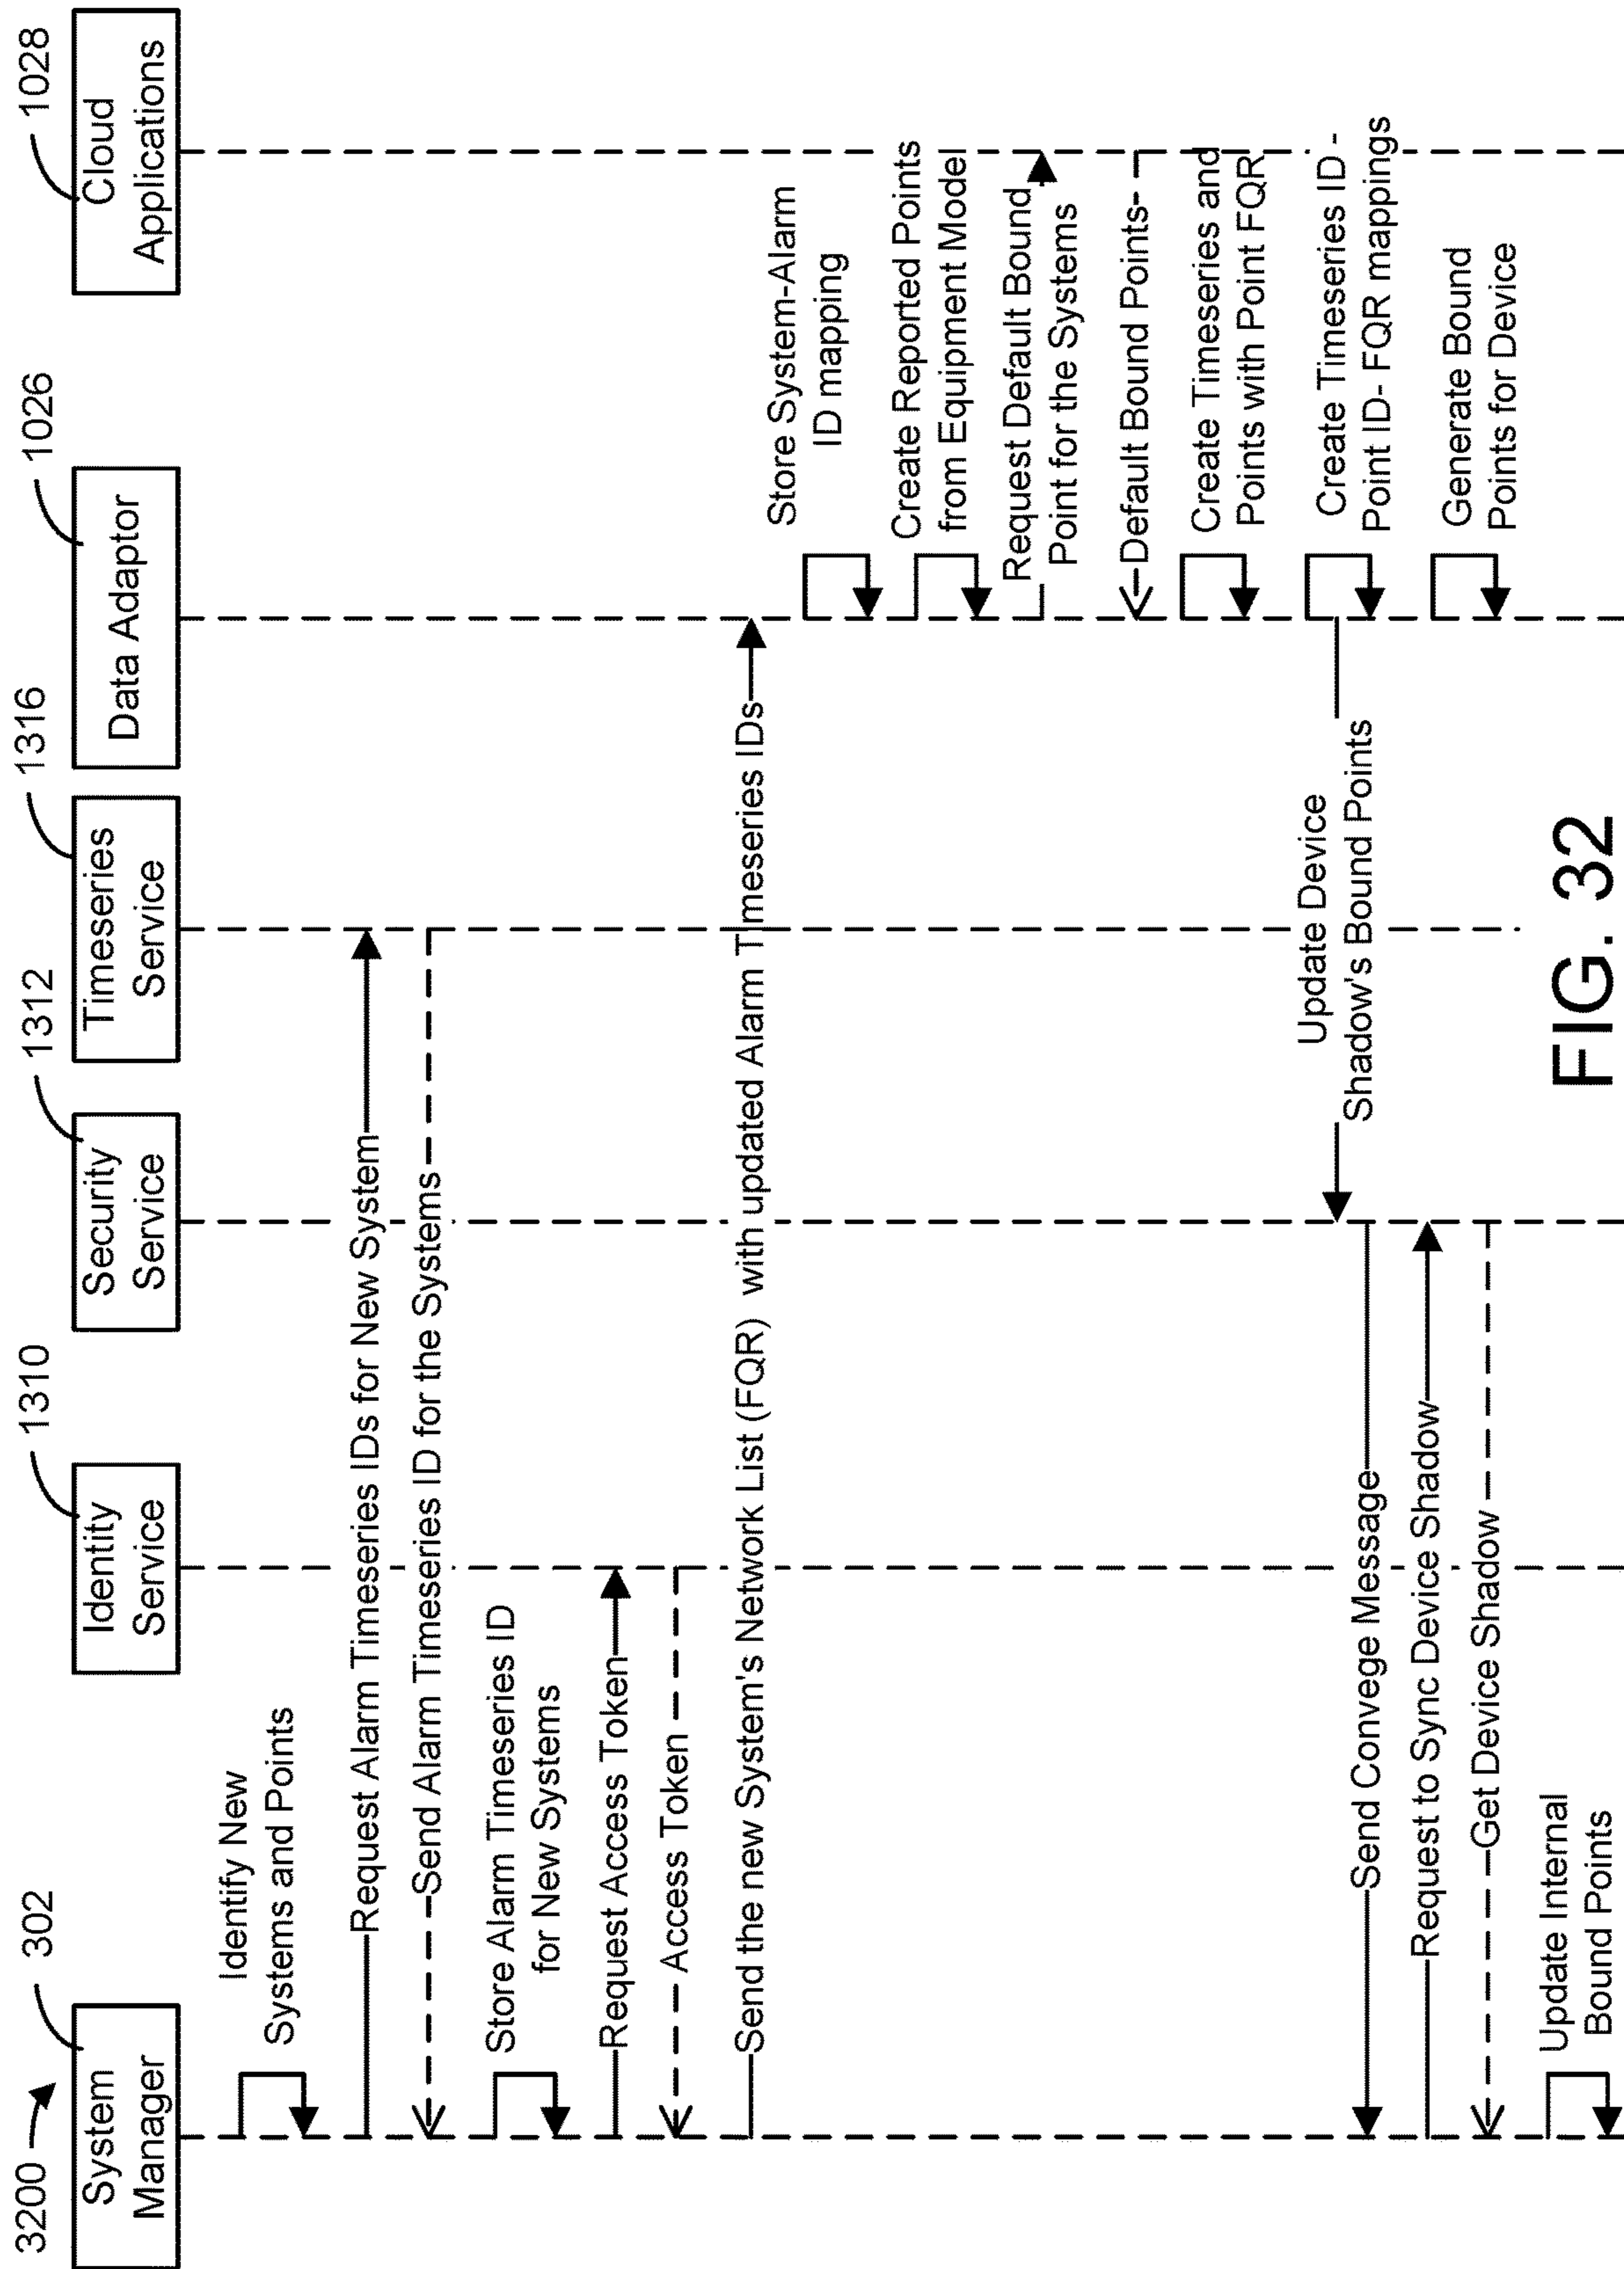 3200
302
1310
1312
1316
1026
1028
System
Manager
Identity
Service
Security
Service
Timeseries
Service
Data Adaptor
Cloud
Applications
Identify New
Systems and Points
Request Alarm Timeseries IDs for New System
Send Alarm Timeseries ID for the Systems
Store Alarm Timeseries ID
for New Systems
Request Access Token
Access Token
Send the new System's Network List (FQR) with updated Alarm Timeseries IDs
Store System-Alarm
ID mapping
Create Reported Points
from Equipment Model
Request Default Bound
Point for the Systems
Default Bound Points
Create Timeseries and
Points with Point FQR
Create Timeseries ID -
Point ID- FQR mappings
Update Device
Shadow's Bound Points
Generate Bound
Points for Device
Send Convege Message
Request to Sync Device Shadow
Get Device Shadow
Update Internal
Bound Points
FIG. 32